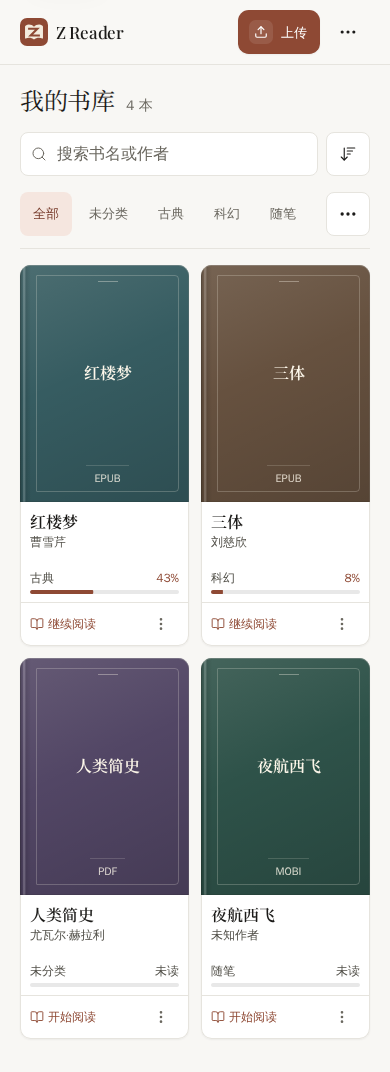 Z Reader
上传
我的书库 4 本
搜索书名或作者
全部 未分类 古典 科幻 随笔
红楼梦
EPUB
红楼梦
曹雪芹
古典 43%
继续阅读
三体
EPUB
三体
刘慈欣
科幻 8%
继续阅读
人类简史
PDF
人类简史
尤瓦尔·赫拉利
未分类 未读
开始阅读
夜航西飞
MOBI
夜航西飞
未知作者
随笔 未读
开始阅读